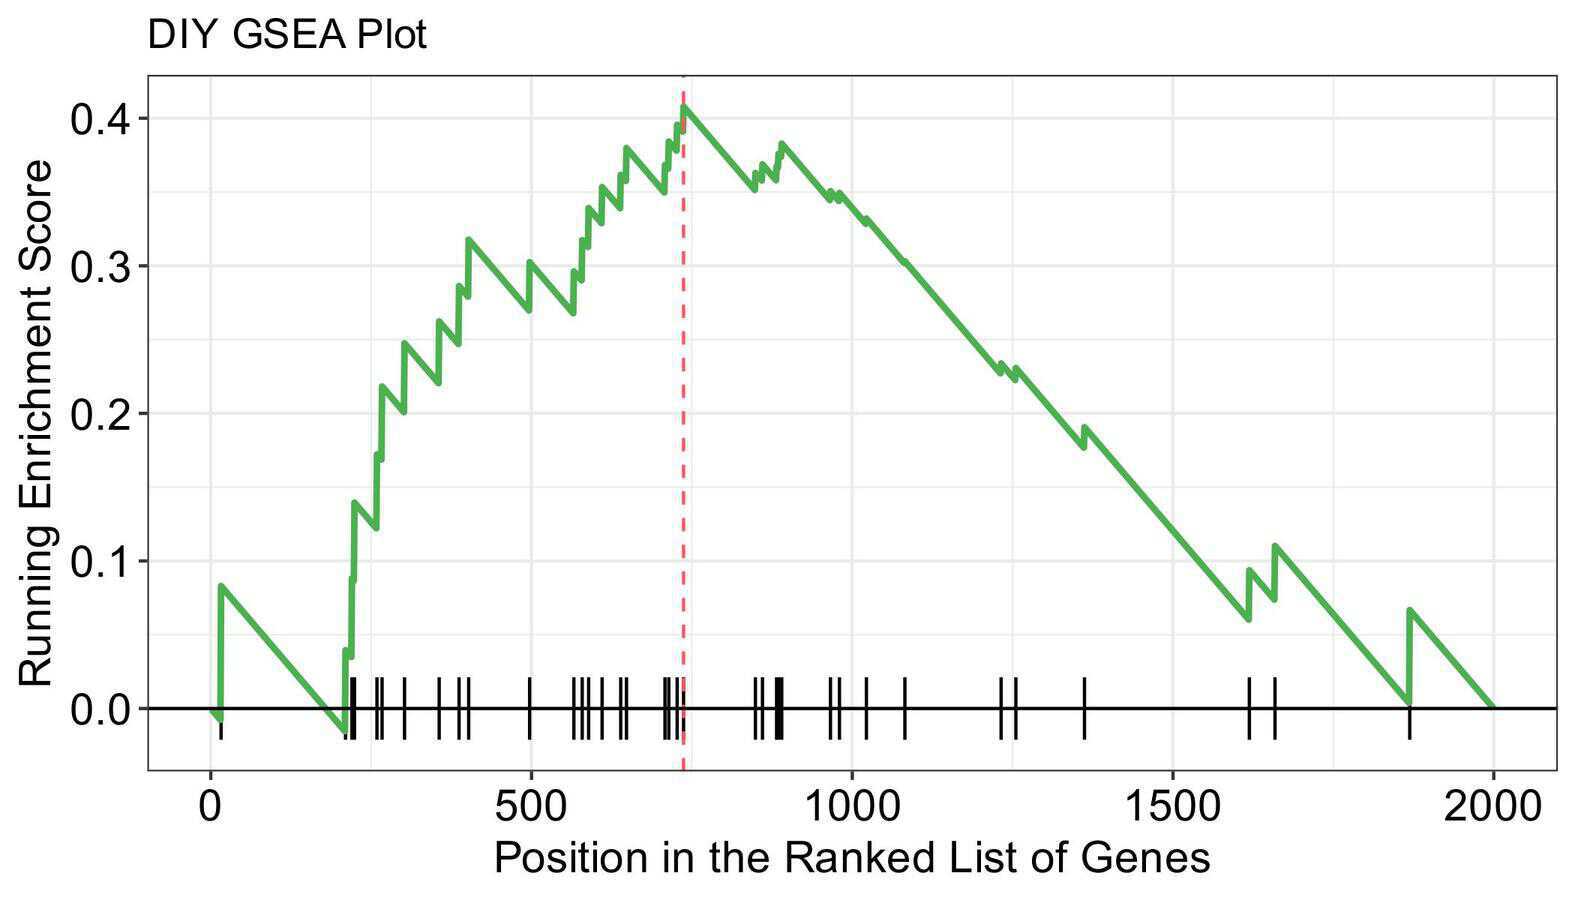 DIY GSEA Plot
Running Enrichment Score
0.4
0.3
0.2
0.1
0.0
0 500 1000 1500 2000
Position in the Ranked List of Genes